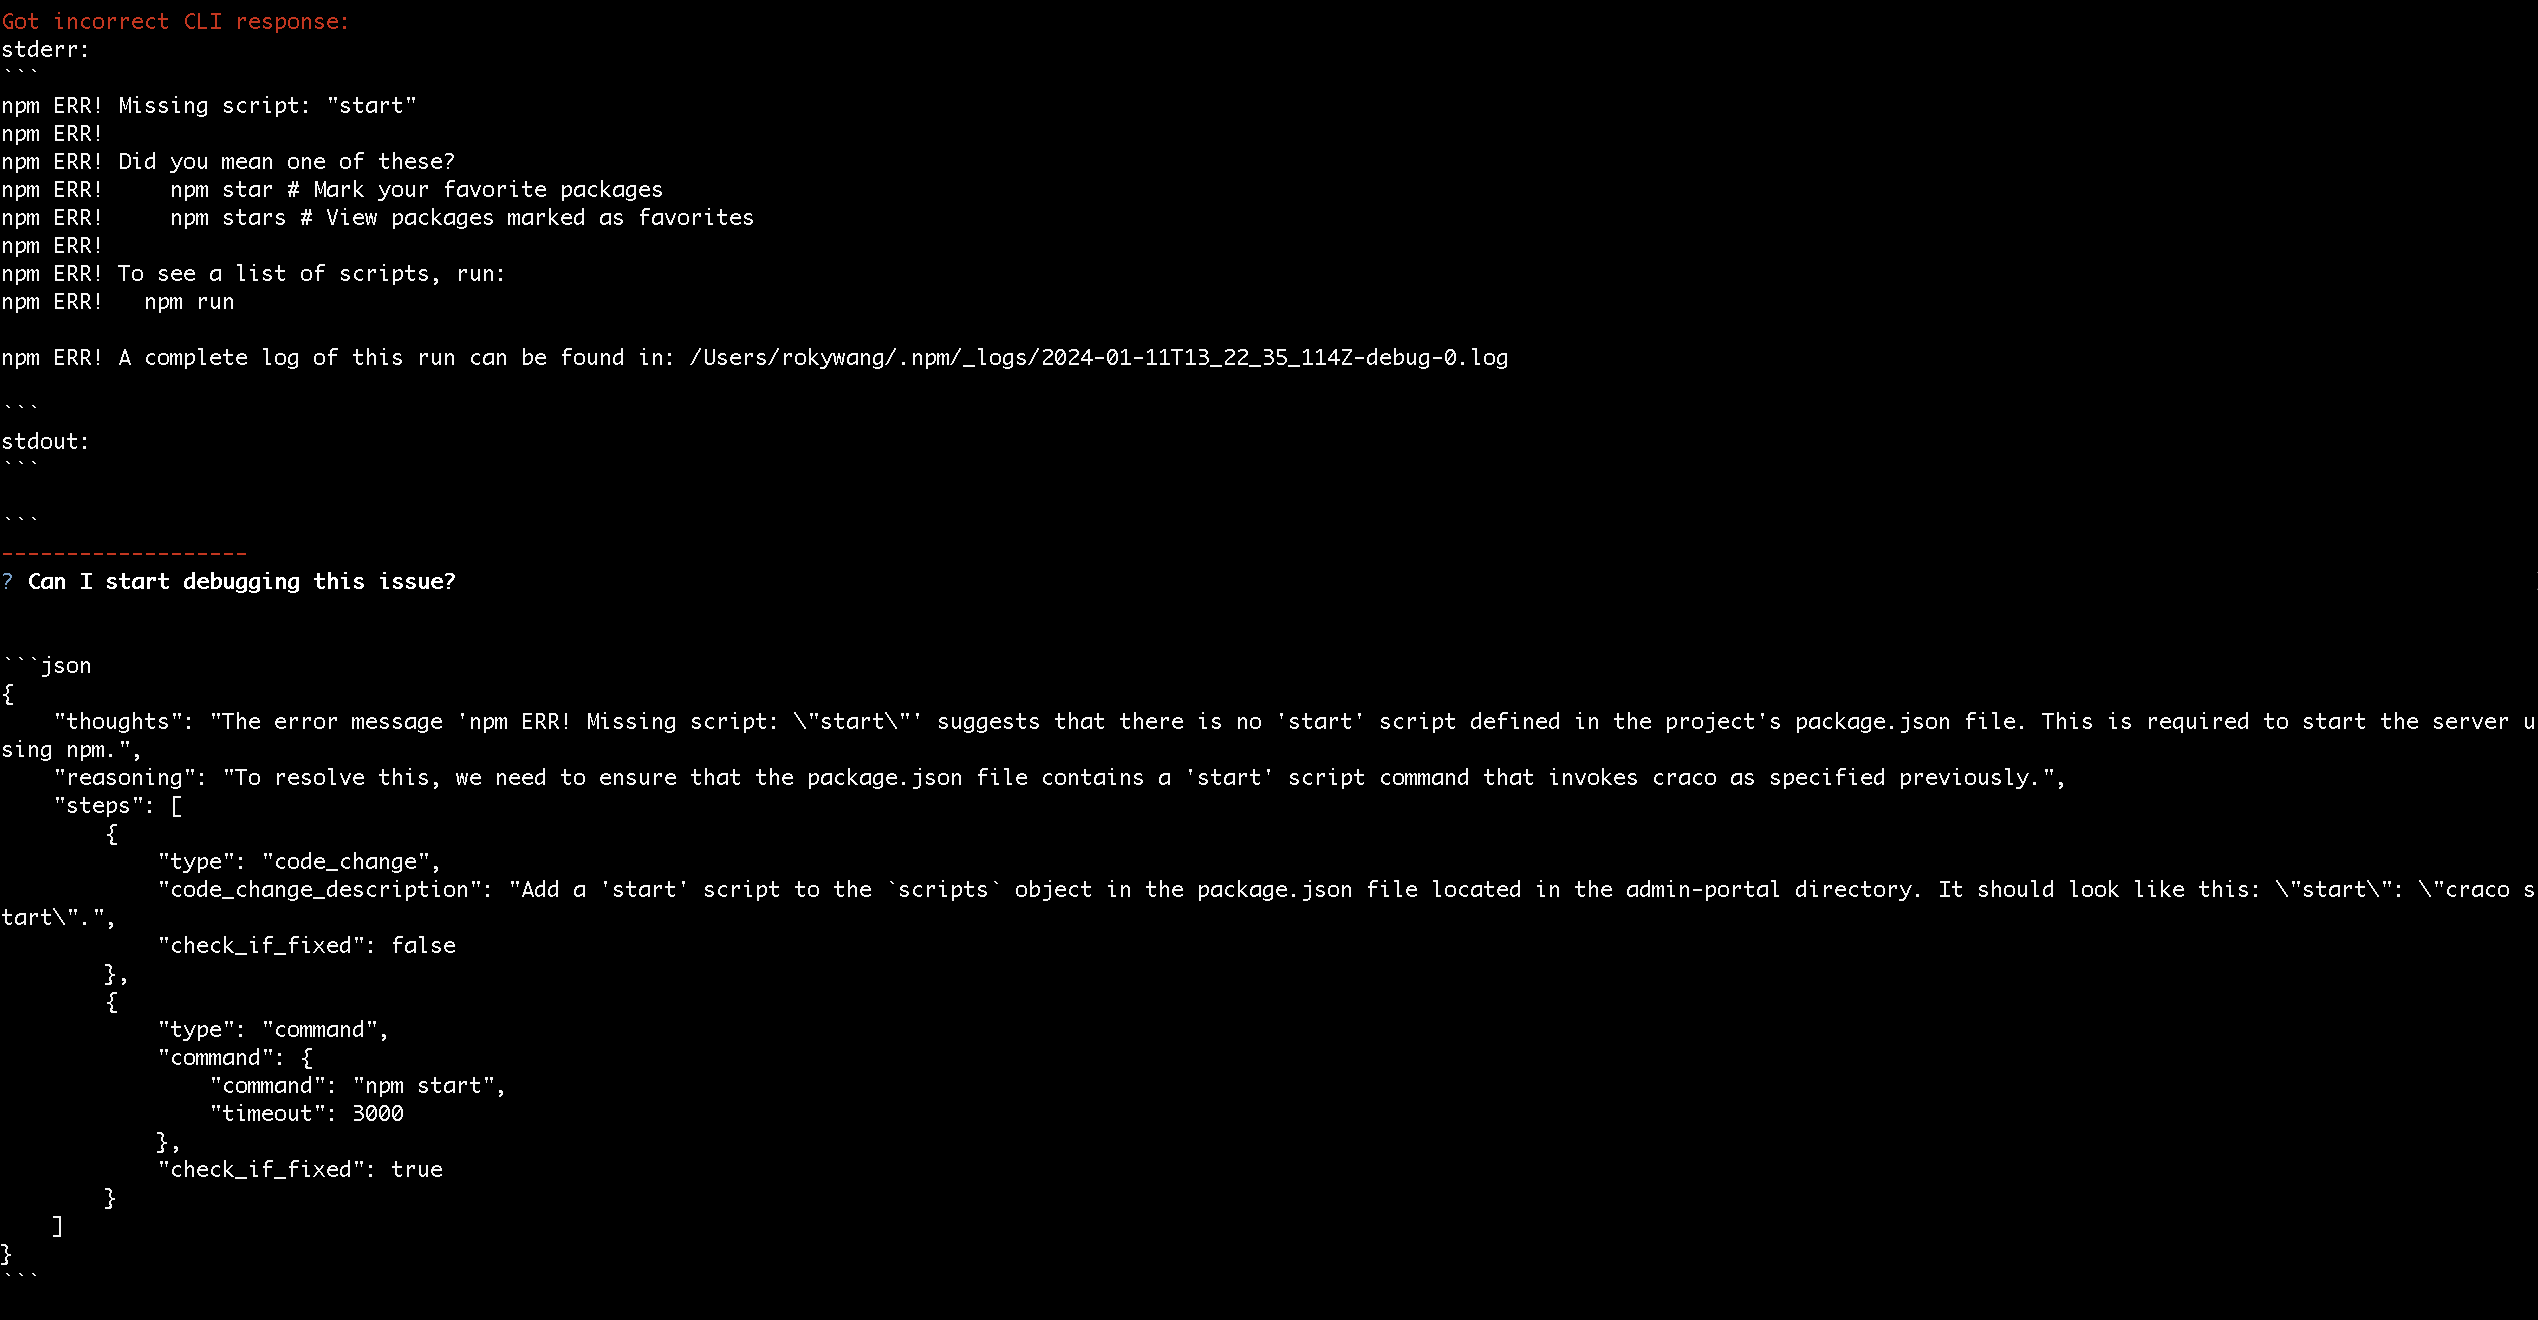 Got incorrect CLI response:
stderr:
```
npm ERR! Missing script: "start"
npm ERR!
npm ERR! Did you mean one of these?
npm ERR!     npm star # Mark your favorite packages
npm ERR!     npm stars # View packages marked as favorites
npm ERR!
npm ERR! To see a list of scripts, run:
npm ERR!   npm run

npm ERR! A complete log of this run can be found in: /Users/rokywang/.npm/_logs/2024-01-11T13_22_35_114Z-debug-0.log

```
stdout:
```

```
-------------------
? Can I start debugging this issue?


```json
{
    "thoughts": "The error message 'npm ERR! Missing script: \"start\"' suggests that there is no 'start' script defined in the project's package.json file. This is required to start the server u
sing npm.",
    "reasoning": "To resolve this, we need to ensure that the package.json file contains a 'start' script command that invokes craco as specified previously.",
    "steps": [
        {
            "type": "code_change",
            "code_change_description": "Add a 'start' script to the `scripts` object in the package.json file located in the admin-portal directory. It should look like this: \"start\": \"craco s
tart\".",
            "check_if_fixed": false
        },
        {
            "type": "command",
            "command": {
                "command": "npm start",
                "timeout": 3000
            },
            "check_if_fixed": true
        }
    ]
}
```